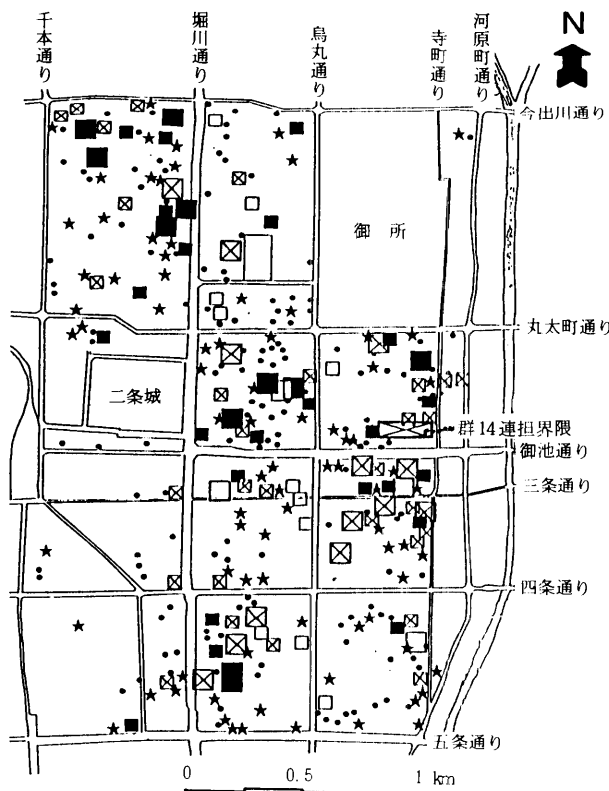 千本通り
堀川通り
烏丸通り
寺町通り
河原町通り
N
今出川通り
御所
丸太町通り
二条城
群14連担界隈
御池通り
三条通り
四条通り
五条通り
0 0.5 1 km